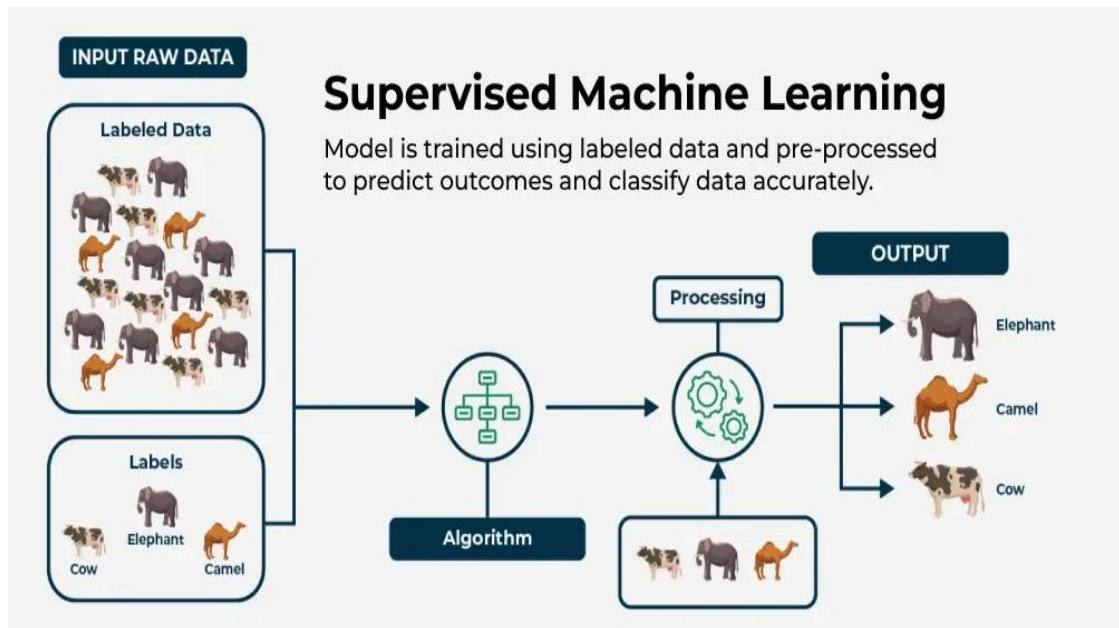 INPUT RAW DATA
Supervised Machine Learning
Model is trained using labeled data and pre-processed
to predict outcomes and classify data accurately.
Labeled Data
Labels
Elephant
Cow
Camel
Algorithm
Processing
OUTPUT
Elephant
Camel
Cow